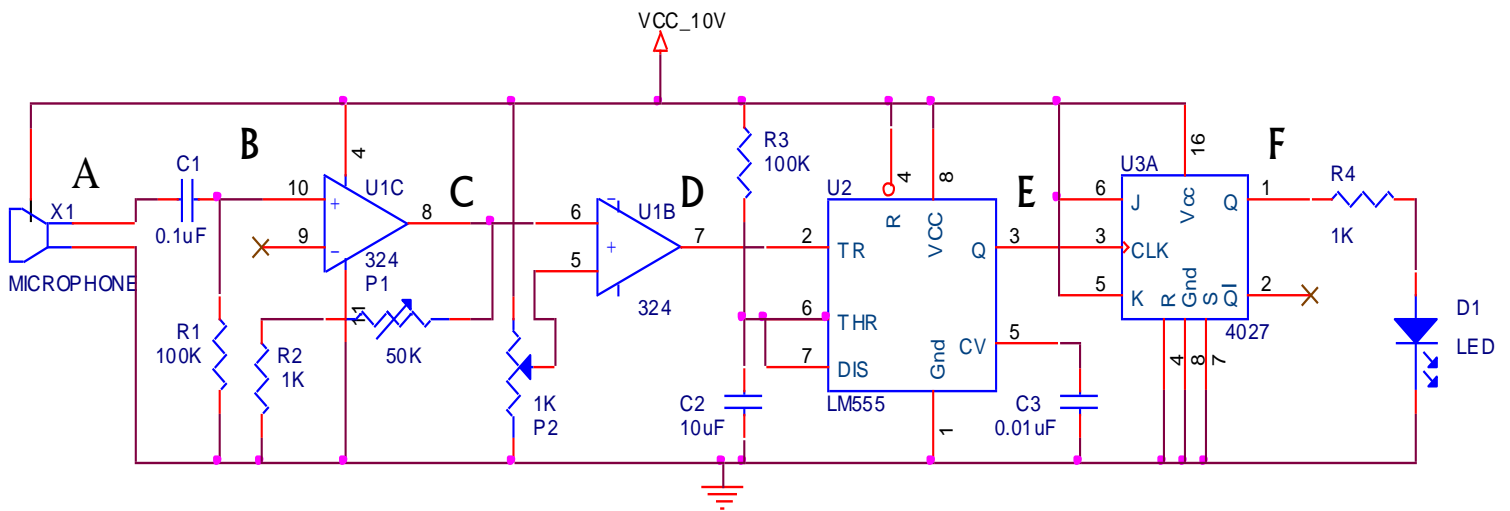 VCC_10V
A
X1
MICROPHONE
C1
0.1uF
B
R1
100K
R2
1K
10
9
4
11
+
-
U1C
324
P1
8
50K
C
6
5
-
+
U1B
324
7
1K
P2
D
R3
100K
C2
10uF
U2
LM555
2
TR
6
THR
7
DIS
R
4
VCC
8
Q
3
CV
5
Gnd
1
E
C3
0.01uF
U3A
4027
6
J
3
CLK
5
K
Vcc
16
Q
1
Q
2
R
Gnd
S
4
8
7
F
R4
1K
D1
LED